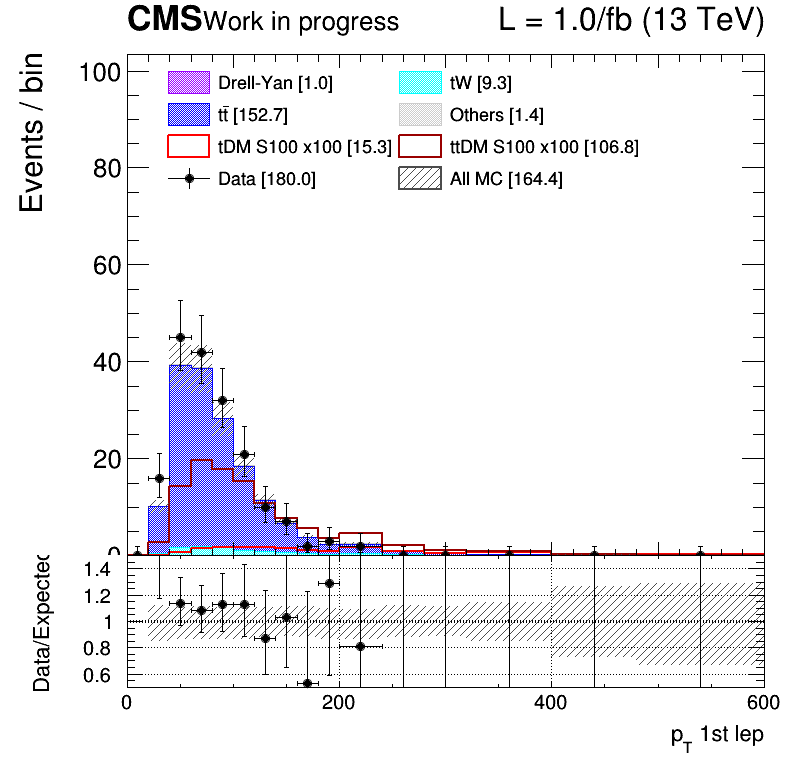 CMS Work in progress L = 1.0/fb (13 TeV)
Events / bin
100
80
60
40
20
0
Drell-Yan [1.0] tW [9.3]
tt̄ [152.7] Others [1.4]
tDM S100 x100 [15.3] ttDM S100 x100 [106.8]
Data [180.0] All MC [164.4]
Data/Expected
1.4
1.2
1
0.8
0.6
0 200 400 600
p_T 1st lep